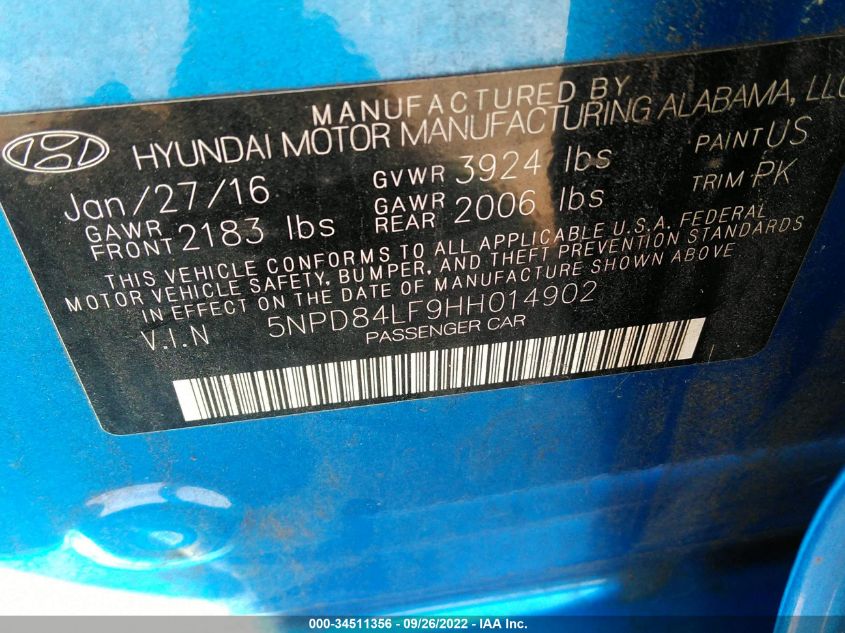 MANUFACTURED BY
HYUNDAI MOTOR MANUFACTURING ALABAMA, LLC
Jan/27/16 GVWR 3924 lbs PAINT US
GAWR FRONT 2183 lbs GAWR REAR 2006 lbs TRIM PK
THIS VEHICLE CONFORMS TO ALL APPLICABLE U.S.A. FEDERAL
MOTOR VEHICLE SAFETY, BUMPER, AND THEFT PREVENTION STANDARDS
IN EFFECT ON THE DATE OF MANUFACTURE SHOWN ABOVE
V.I.N 5NPD84LF9HH014902
PASSENGER CAR
000-34511356 - 09/26/2022 - IAA Inc.